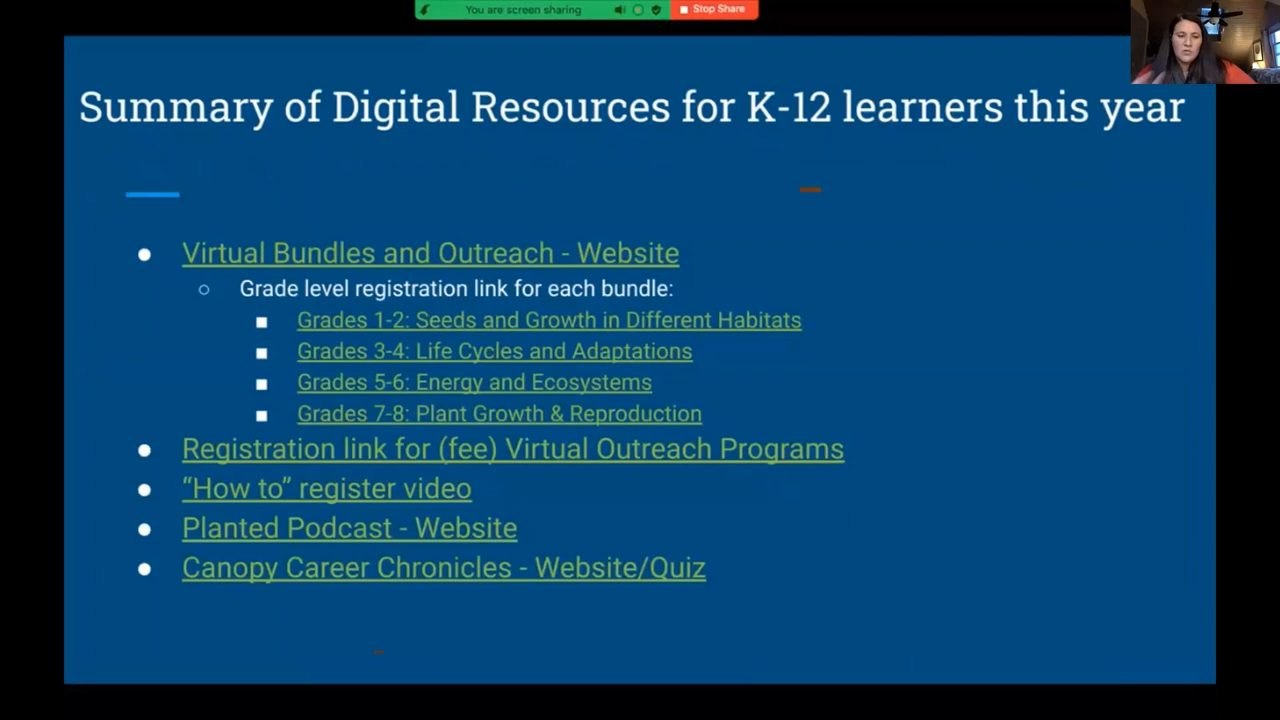 You are screen sharing
Stop Share
Summary of Digital Resources for K-12 learners this year
Virtual Bundles and Outreach - Website
Grade level registration link for each bundle:
Grades 1-2: Seeds and Growth in Different Habitats
Grades 3-4: Life Cycles and Adaptations
Grades 5-6: Energy and Ecosystems
Grades 7-8: Plant Growth & Reproduction
Registration link for (fee) Virtual Outreach Programs
“How to” register video
Planted Podcast - Website
Canopy Career Chronicles - Website/Quiz